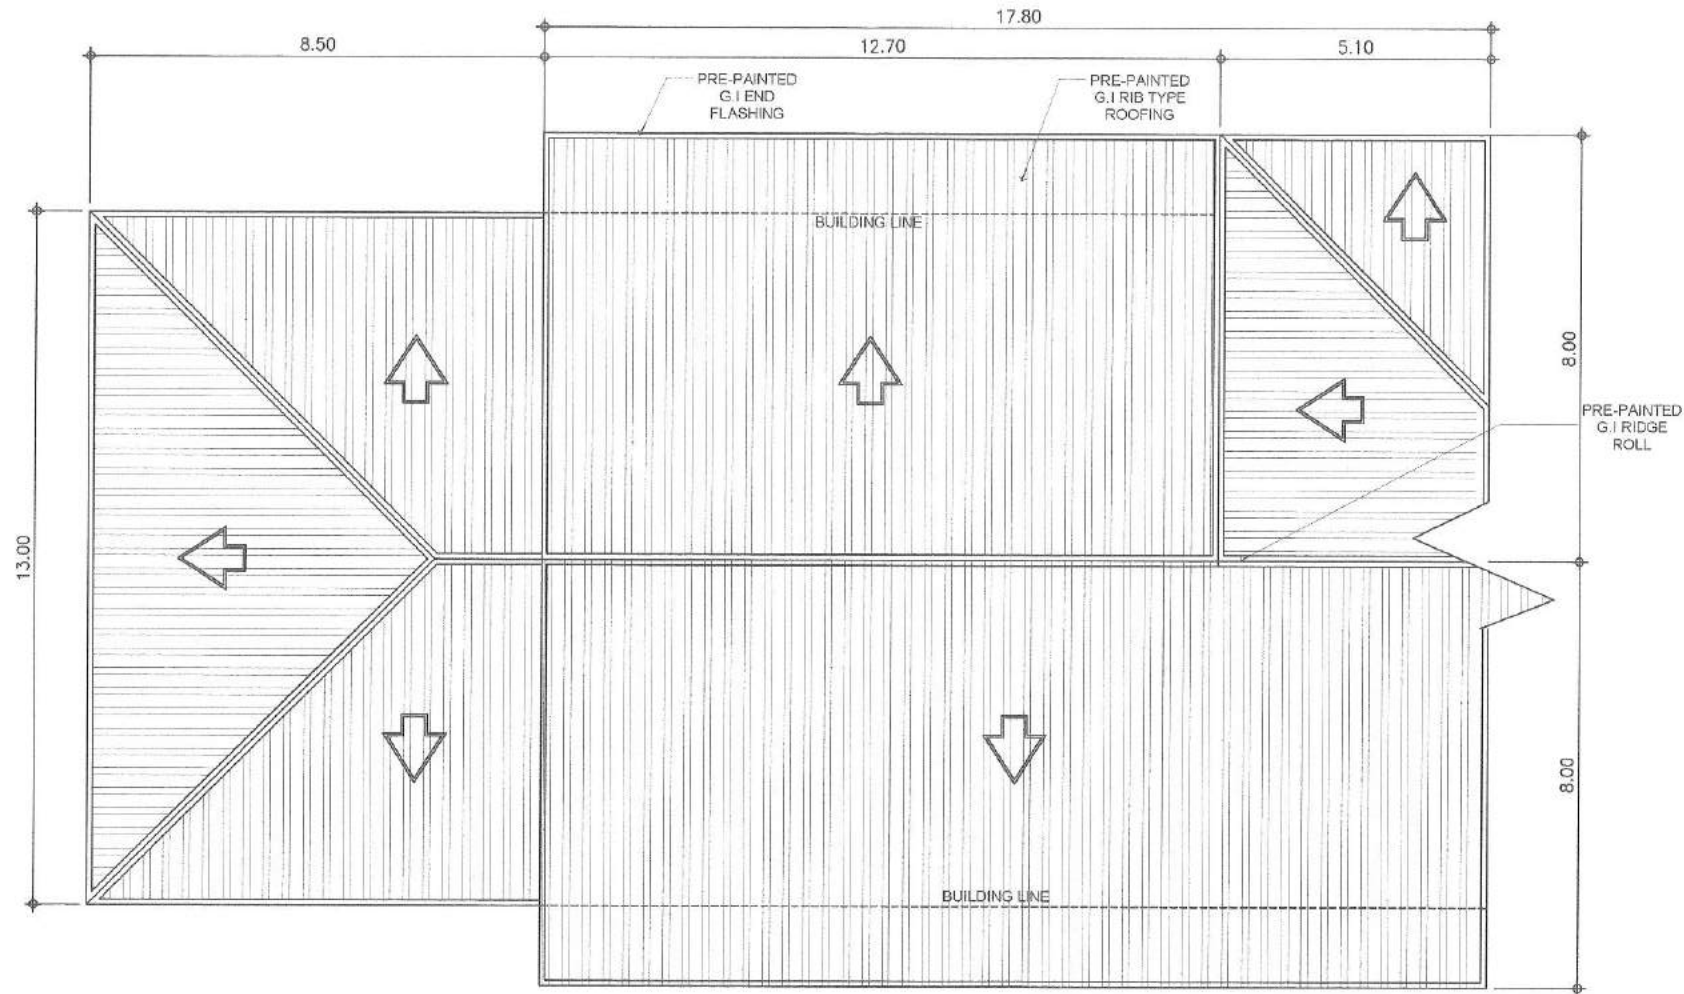 17.80
8.50
12.70
5.10
PRE-PAINTED
G.I END
FLASHING
PRE-PAINTED
G.I RIB TYPE
ROOFING
BUILDING LINE
8.00
PRE-PAINTED
G.I RIDGE
ROLL
13.00
8.00
BUILDING LINE